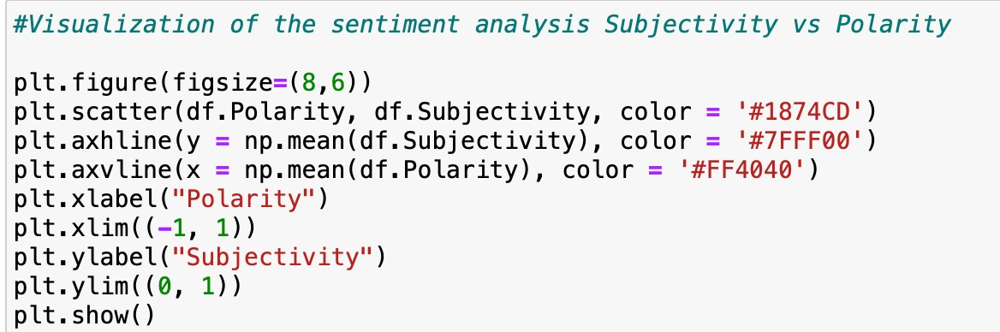 #Visualization of the sentiment analysis Subjectivity vs Polarity
plt.figure(figsize=(8,6))
plt.scatter(df.Polarity, df.Subjectivity, color = '#1874CD')
plt.axhline(y = np.mean(df.Subjectivity), color = '#7FFF00')
plt.axvline(x = np.mean(df.Polarity), color = '#FF4040')
plt.xlabel("Polarity")
plt.xlim((-1, 1))
plt.ylabel("Subjectivity")
plt.ylim((0, 1))
plt.show()